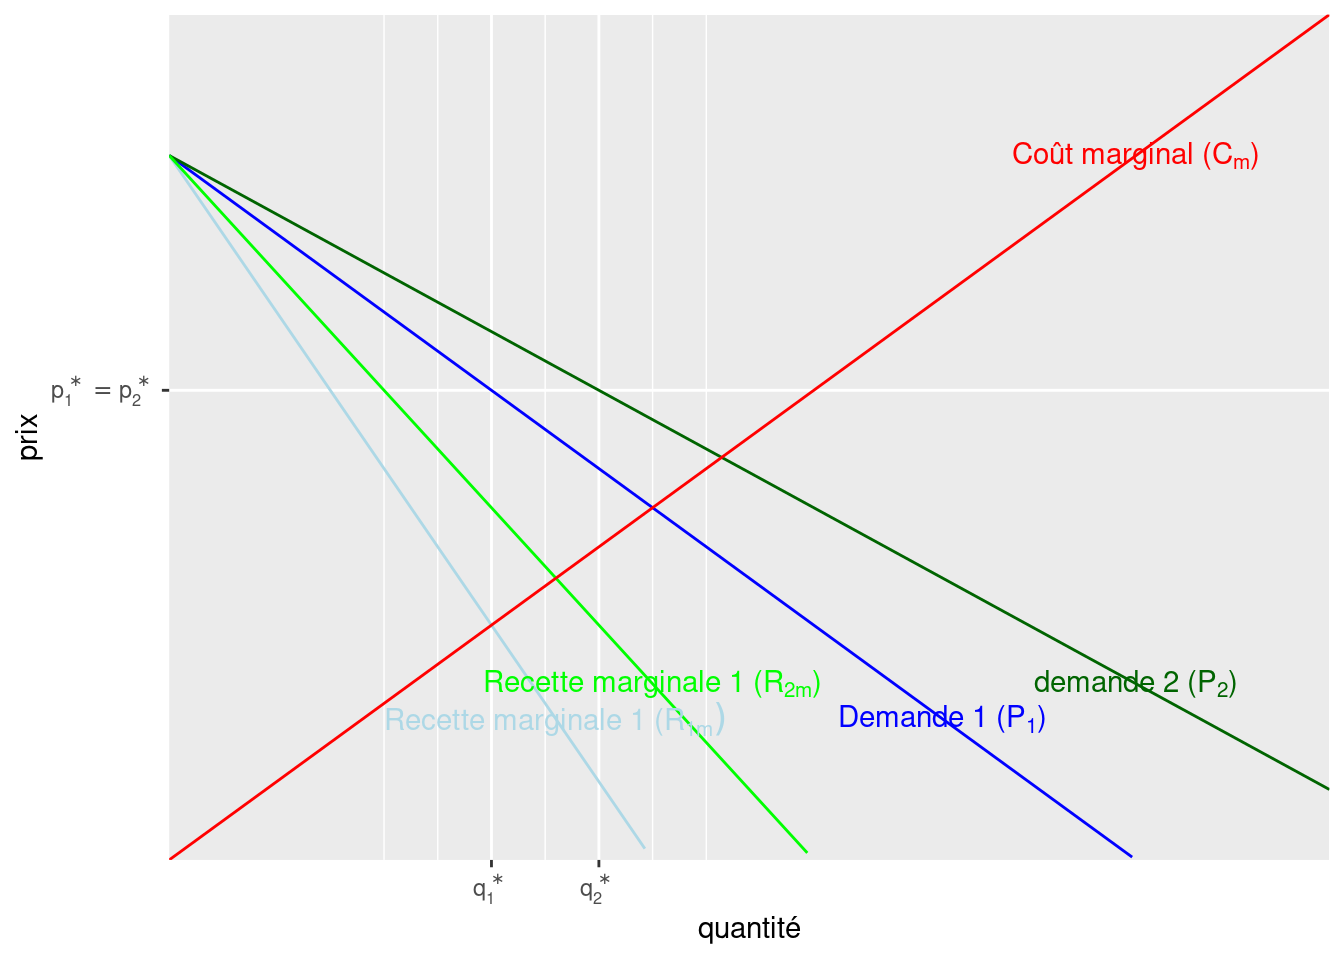 Coût marginal (Cm)
p1* = p2*
prix
Recette marginale 1 (R2m)
demande 2 (P2)
Recette marginale 1 (R1m)
Demande 1 (P1)
q1*
q2*
quantité